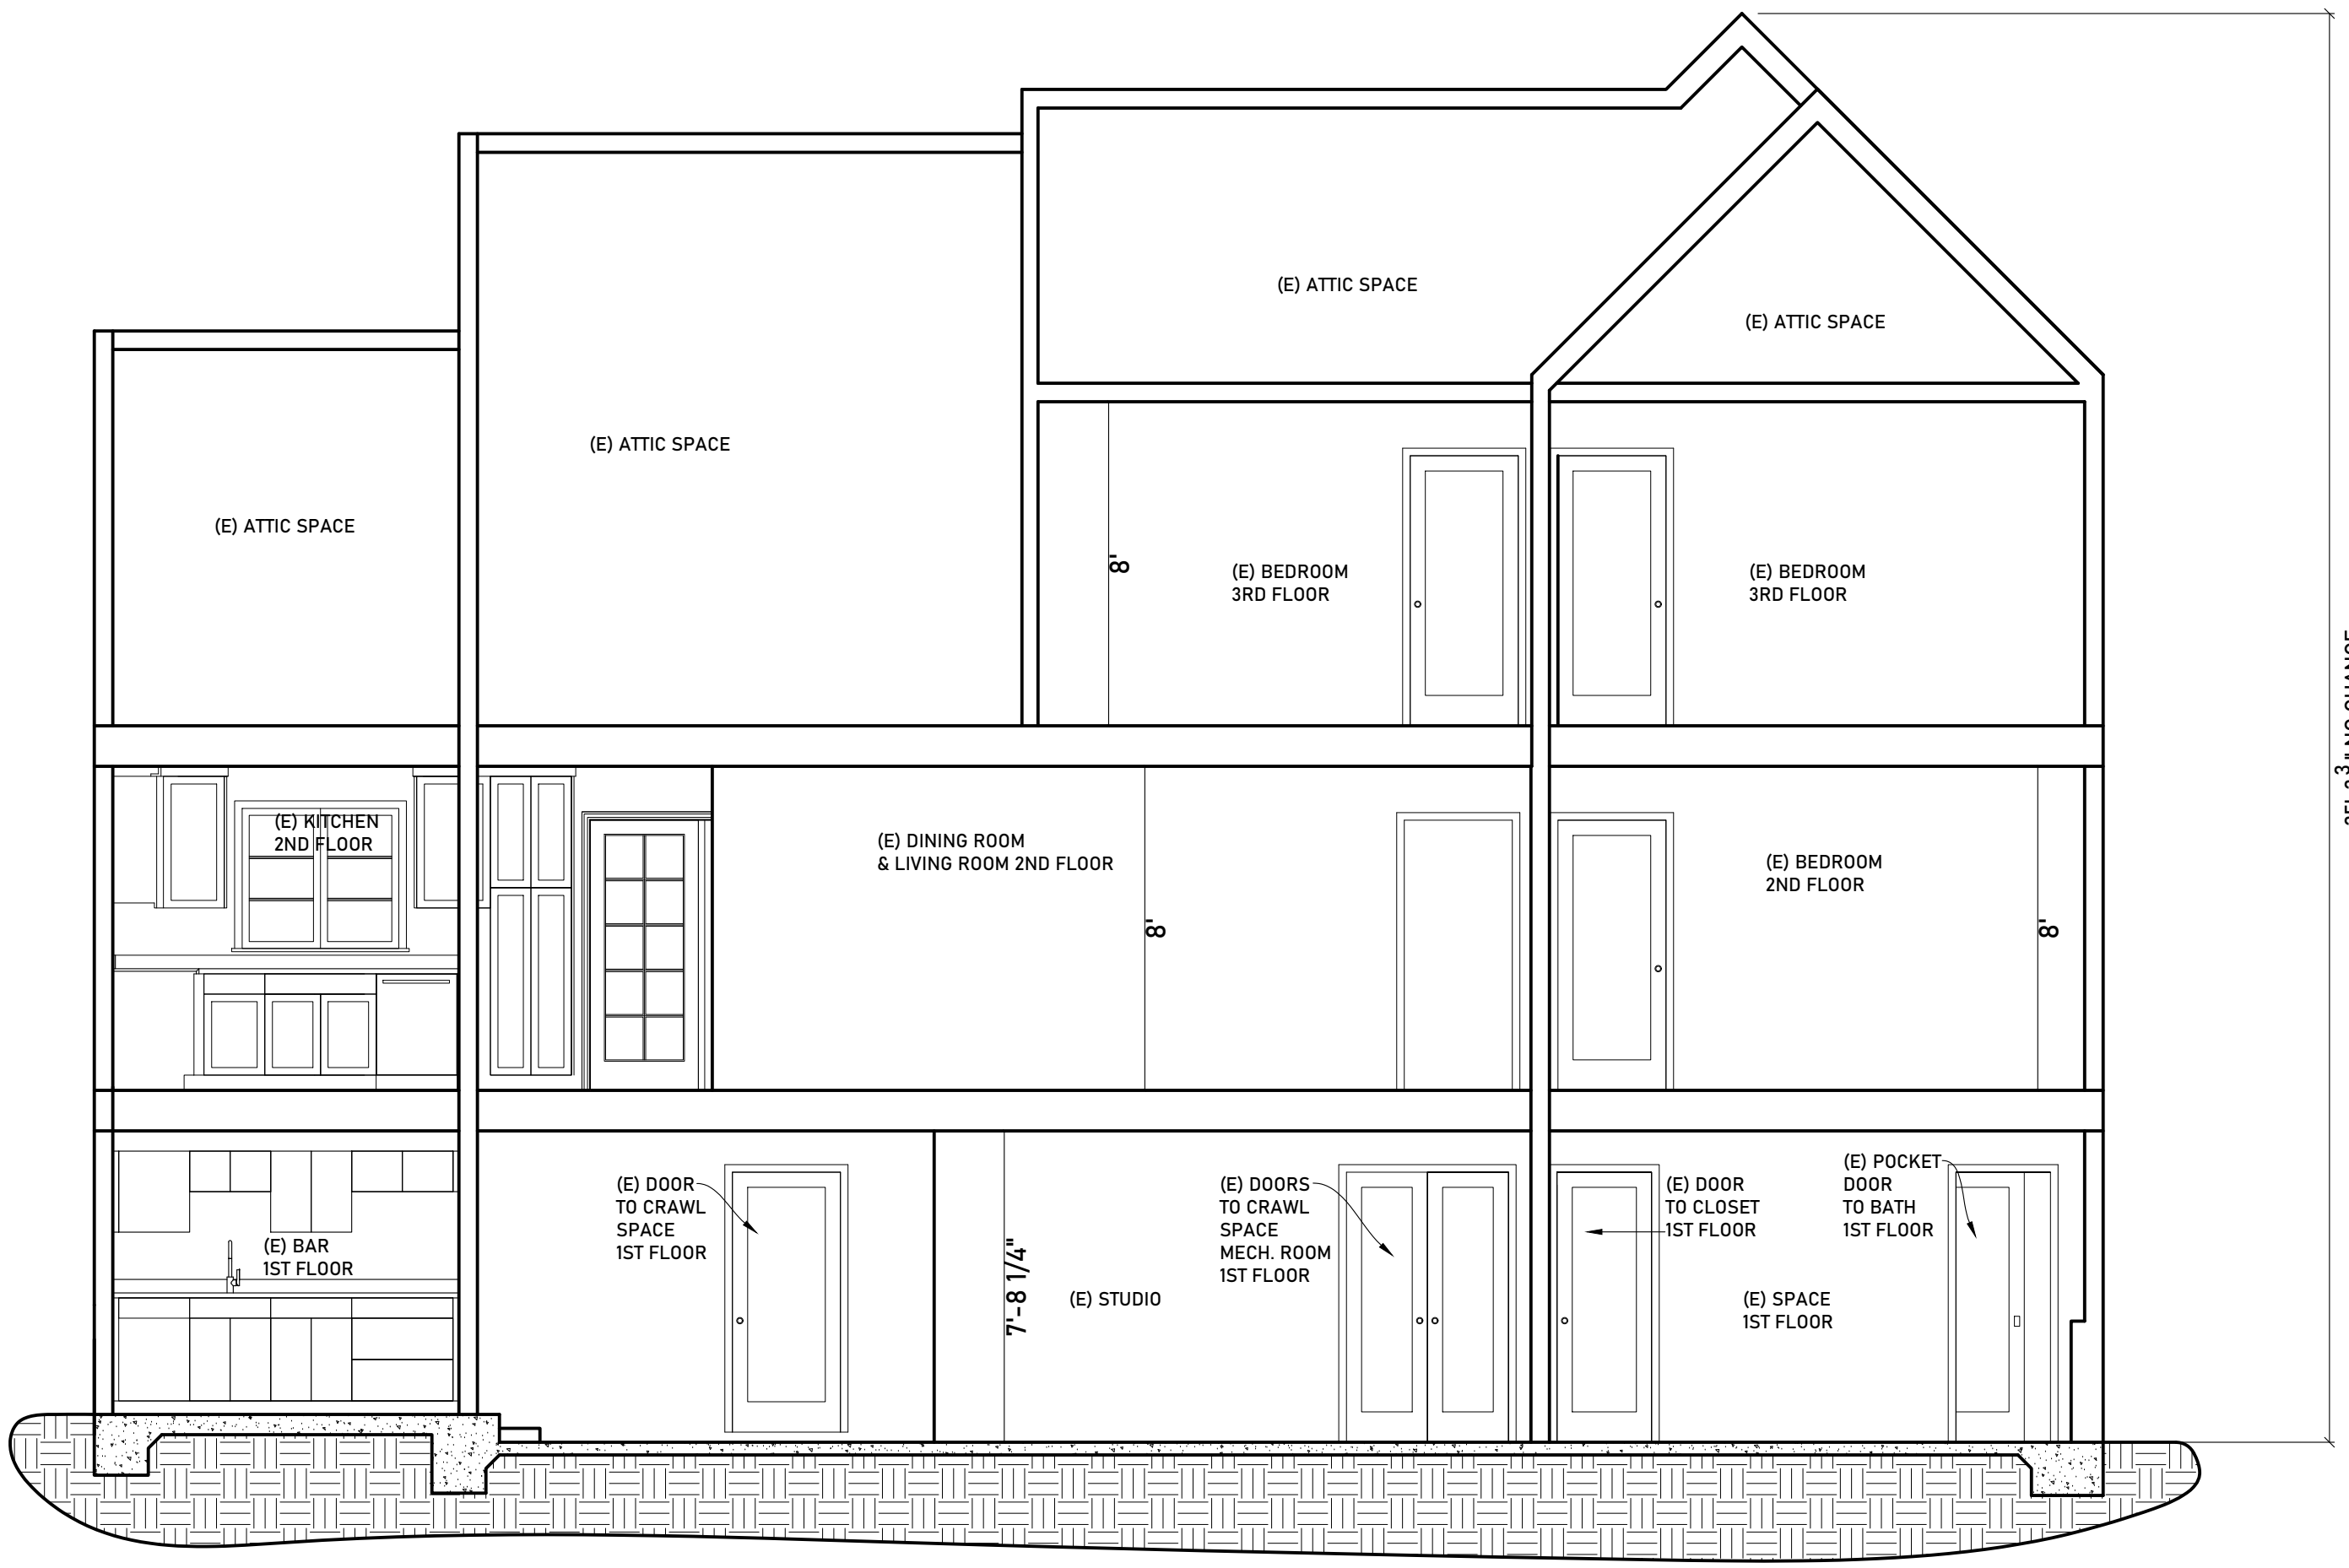 (E) ATTIC SPACE
(E) ATTIC SPACE
(E) ATTIC SPACE
(E) ATTIC SPACE
8'
(E) BEDROOM
3RD FLOOR
(E) BEDROOM
3RD FLOOR
(E) KITCHEN
2ND FLOOR
(E) DINING ROOM
& LIVING ROOM 2ND FLOOR
8'
(E) BEDROOM
2ND FLOOR
8'
(E) BAR
1ST FLOOR
(E) DOOR
TO CRAWL
SPACE
1ST FLOOR
7'-8 1/4"
(E) STUDIO
(E) DOORS
TO CRAWL
SPACE
MECH. ROOM
1ST FLOOR
(E) DOOR
TO CLOSET
1ST FLOOR
(E) POCKET
DOOR
TO BATH
1ST FLOOR
(E) SPACE
1ST FLOOR